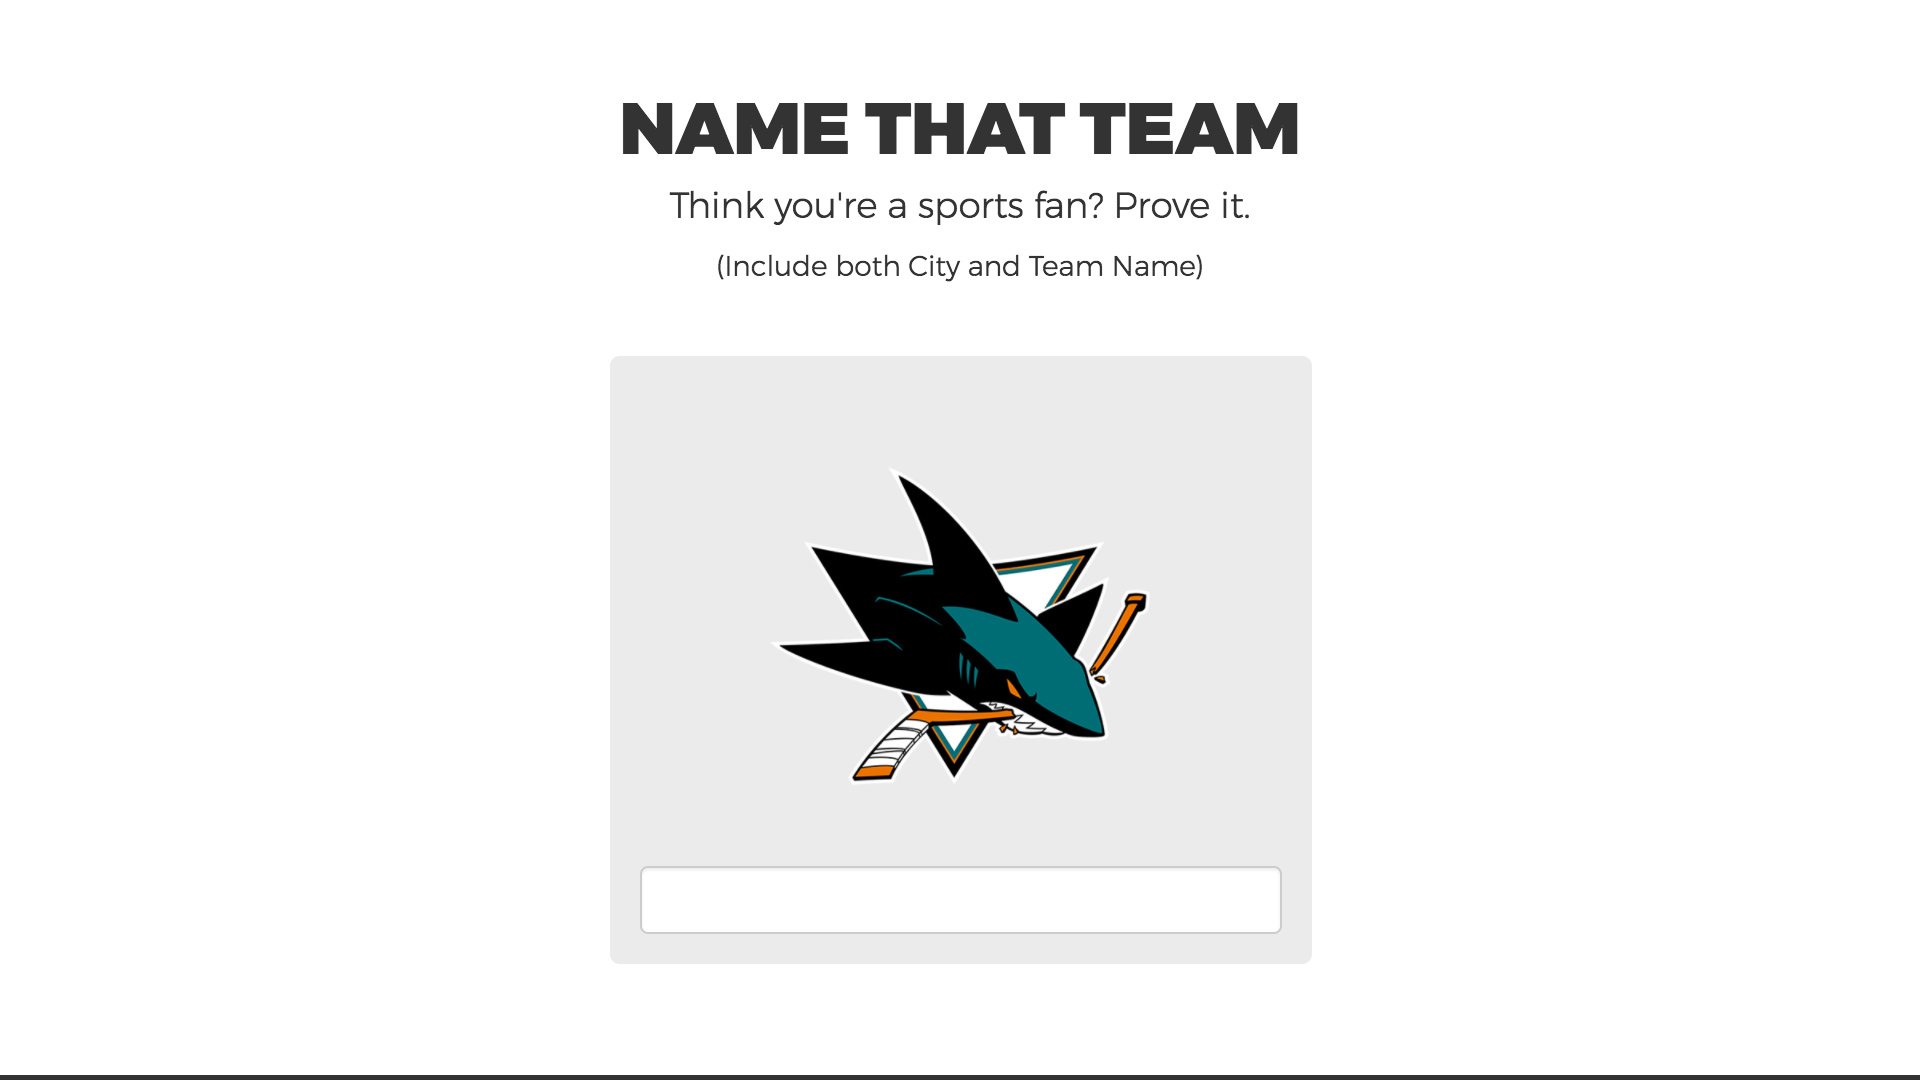 NAME THAT TEAM
Think you're a sports fan? Prove it.
(Include both City and Team Name)